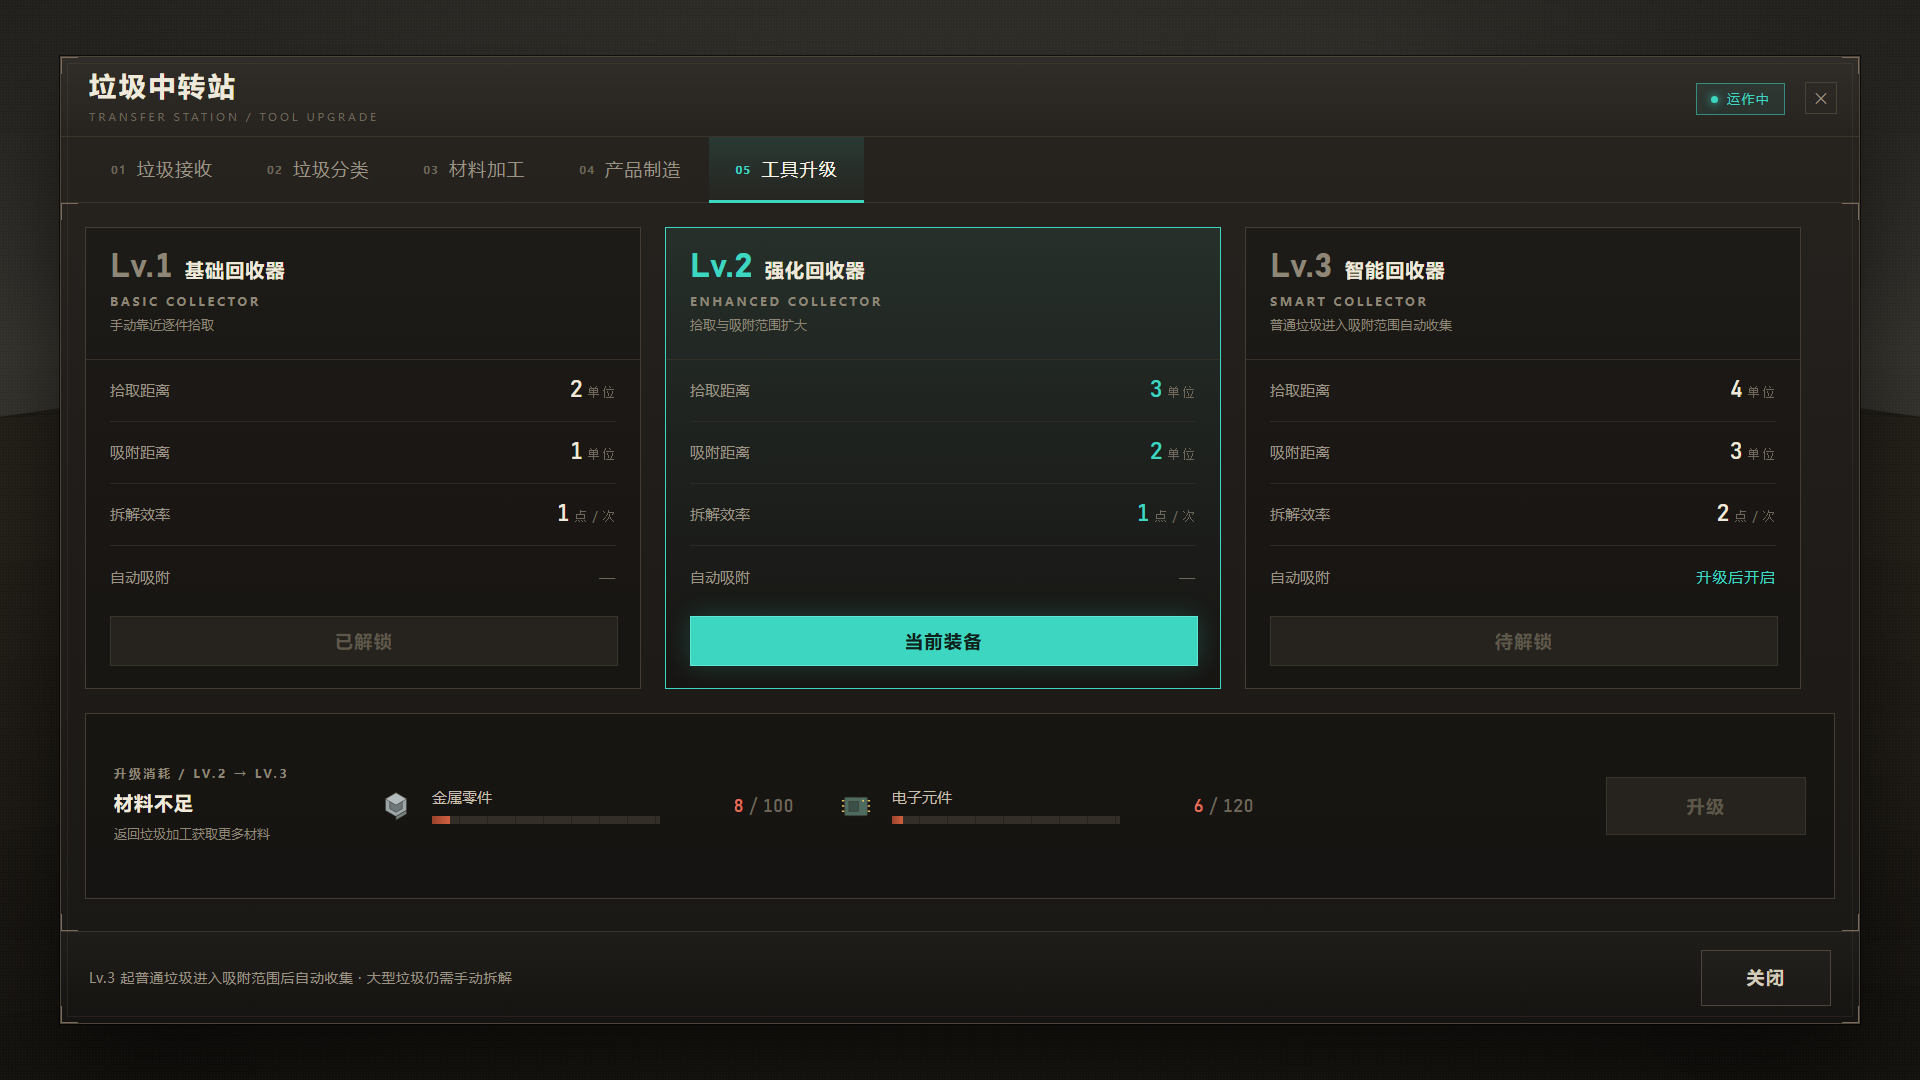 垃圾中转站
TRANSFER STATION / TOOL UPGRADE
运作中
01 垃圾接收
02 垃圾分类
03 材料加工
04 产品制造
05 工具升级
Lv.1 基础回收器
BASIC COLLECTOR
手动靠近逐件拾取
拾取距离 2 单位
吸附距离 1 单位
拆解效率 1 点 / 次
自动吸附 —
已解锁
Lv.2 强化回收器
ENHANCED COLLECTOR
拾取与吸附范围扩大
拾取距离 3 单位
吸附距离 2 单位
拆解效率 1 点 / 次
自动吸附 —
当前装备
Lv.3 智能回收器
SMART COLLECTOR
普通垃圾进入吸附范围自动收集
拾取距离 4 单位
吸附距离 3 单位
拆解效率 2 点 / 次
自动吸附 升级后开启
待解锁
升级消耗 / LV.2 → LV.3
材料不足
返回垃圾加工获取更多材料
金属零件 8 / 100
电子元件 6 / 120
升级
Lv.3 起普通垃圾进入吸附范围后自动收集 · 大型垃圾仍需手动拆解
关闭